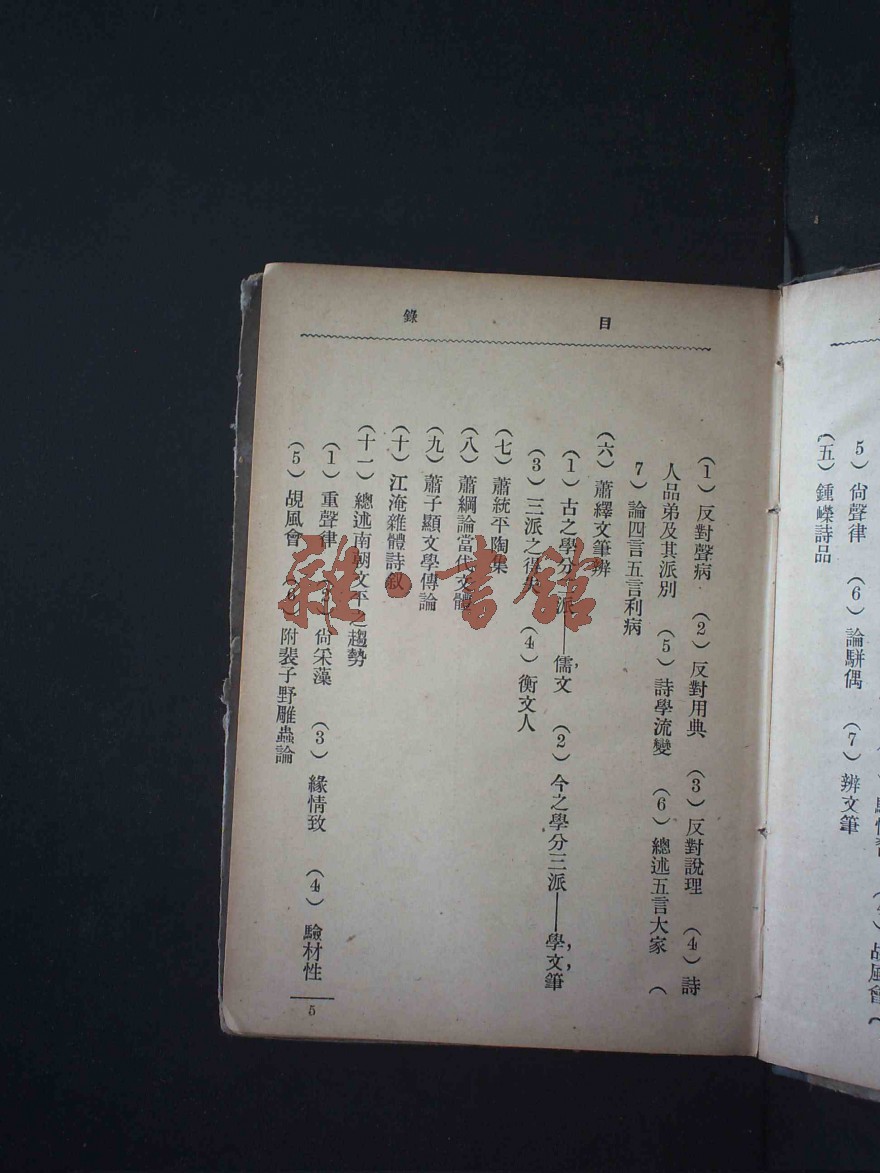 5）尙聲律　（6）論駢偶　（7）辨文筆
（五）鍾嶸詩品
目錄
（1）反對聲病　（2）反對用典　（3）反對說理　（4）詩
人品弟及其派別　（5）詩學流變　（6）總述五言大家　（
7）論四言五言利病
（六）蕭繹文筆辨
（1）古之學分二派——儒，文　（2）今之學分三派——學，文，筆
（3）三派之得失　（4）衡文人
（七）蕭統平陶集
（八）蕭綱論當代文體
（九）蕭子顯文學傳論
（十）江淹雜體詩叙
（十一）總述南朝文平之趨勢
（1）重聲律　（2）尙采藻　（3）緣情致　（4）驗材性
（5）覘風會　（6）附裴子野雕蟲論
5
雜·書館